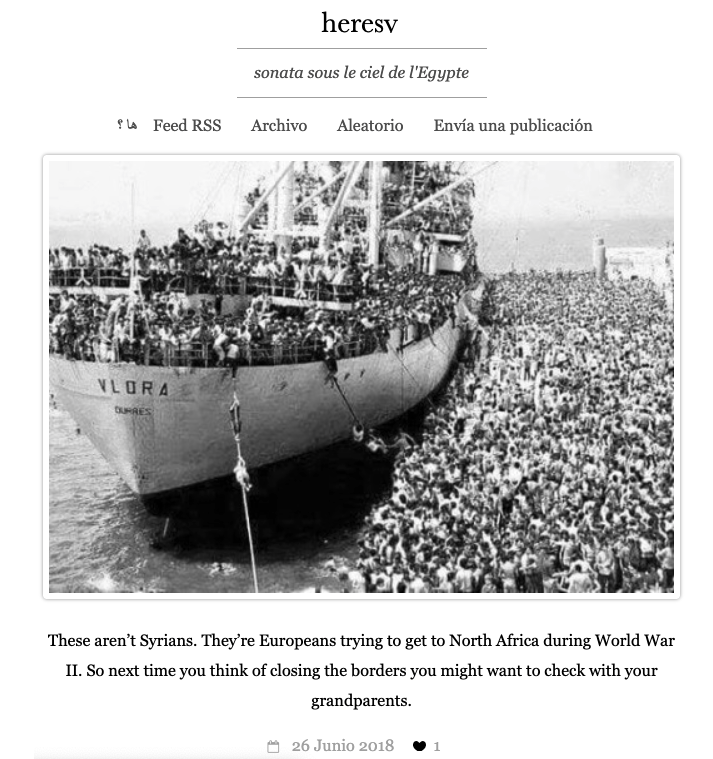 heresv
sonata sous le ciel de l'Egypte
ها ؟ Feed RSS Archivo Aleatorio Envía una publicación
VLORA
DURRES
These aren’t Syrians. They’re Europeans trying to get to North Africa during World War
II. So next time you think of closing the borders you might want to check with your
grandparents.
26 Junio 2018 1